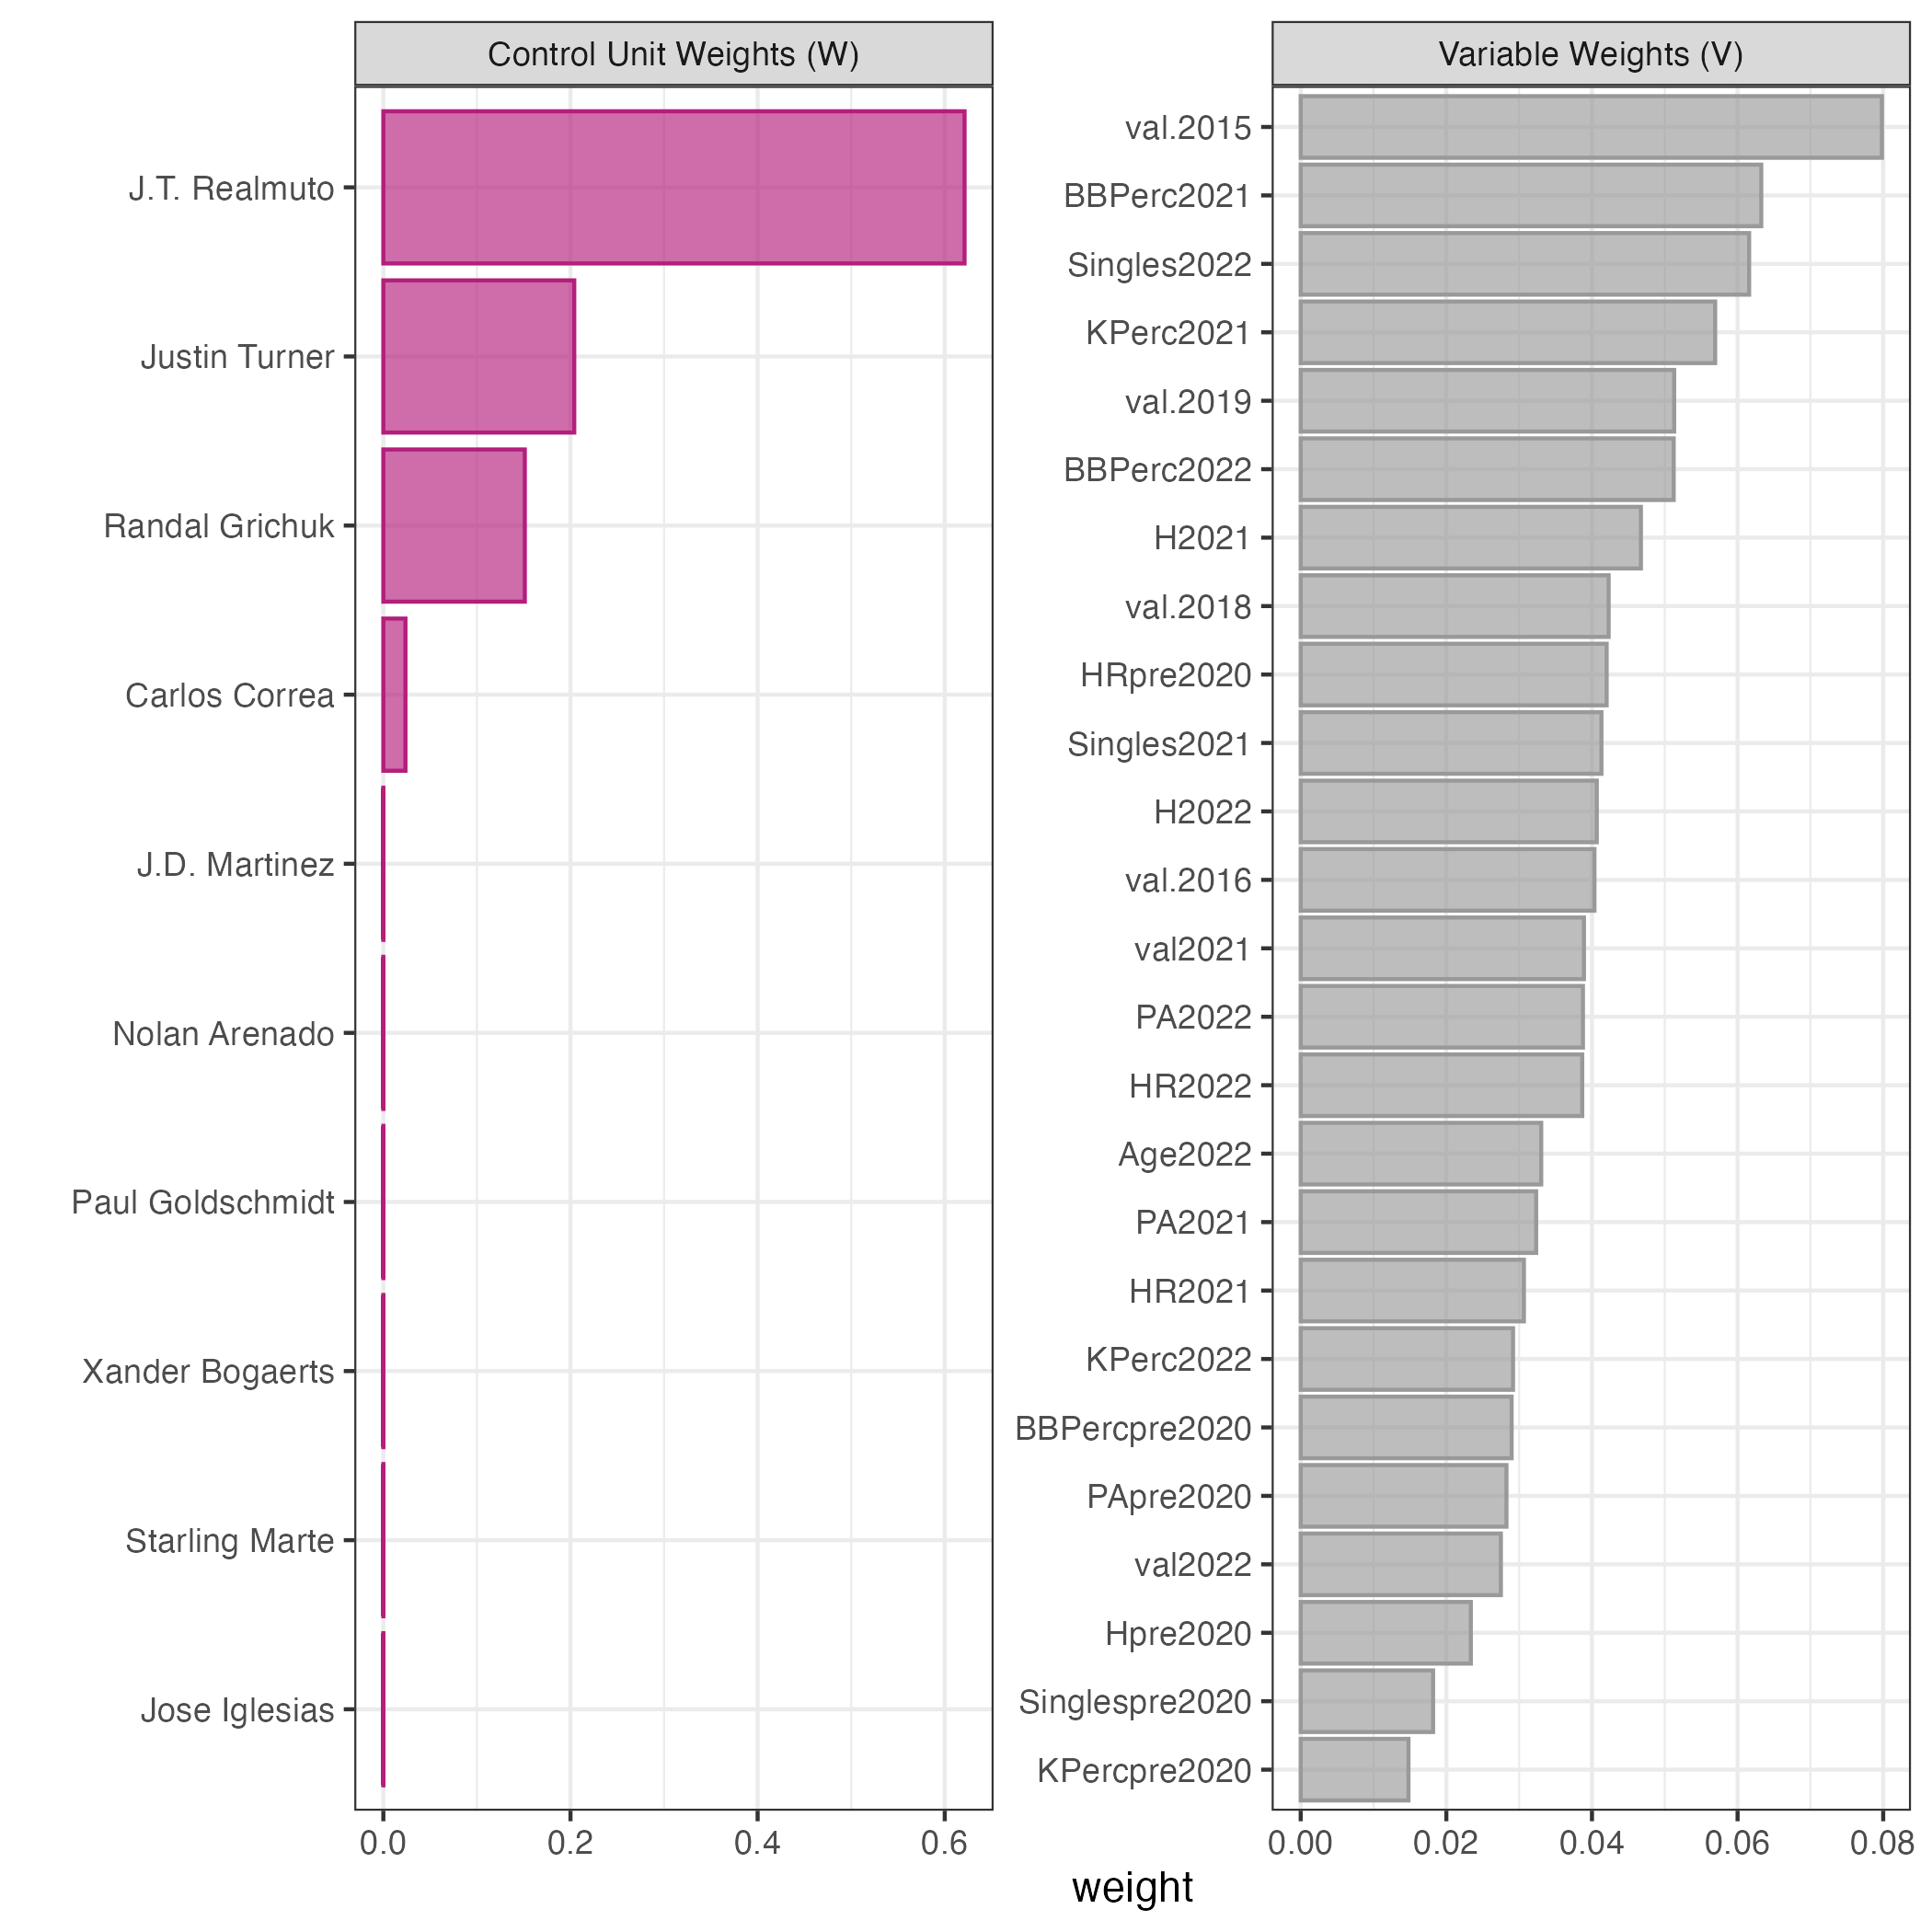 Control Unit Weights (W)
J.T. Realmuto
Justin Turner
Randal Grichuk
Carlos Correa
J.D. Martinez
Nolan Arenado
Paul Goldschmidt
Xander Bogaerts
Starling Marte
Jose Iglesias
0.0 0.2 0.4 0.6
Variable Weights (V)
val.2015
BBPerc2021
Singles2022
KPerc2021
val.2019
BBPerc2022
H2021
val.2018
HRpre2020
Singles2021
H2022
val.2016
val2021
PA2022
HR2022
Age2022
PA2021
HR2021
KPerc2022
BBPercpre2020
PApre2020
val2022
Hpre2020
Singlespre2020
KPercpre2020
0.00 0.02 0.04 0.06 0.08
weight